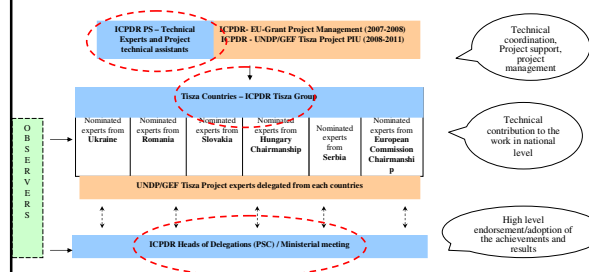 ICPDR PS – Technical
Experts and Project
technical assistants
ICPDR- EU-Grant Project Management (2007-2008)
ICPDR - UNDP/GEF Tisza Project PIU (2008-2011)
Technical
coordination,
Project support,
project
management
Tisza Countries – ICPDR Tisza Group
O
B
S
E
R
V
E
R
S
Nominated
experts from
Ukraine
Nominated
experts from
Romania
Nominated
experts from
Slovakia
Nominated
experts from
Hungary
Chairmanship
Nominated
experts
from
Serbia
Nominated
experts from
European
Commission
Chairmanshi
p
Technical
contribution to the
work in national
level
UNDP/GEF Tisza Project experts delegated from each countries
ICPDR Heads of Delegations (PSC) / Ministerial meeting
High level
endorsement/adoption of
the achievements and
results